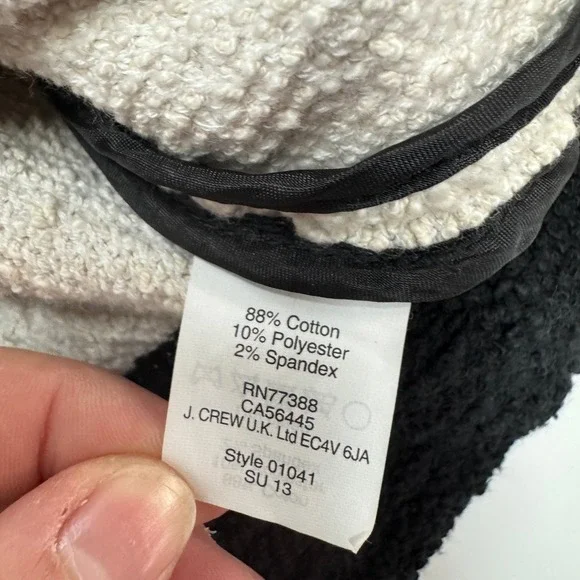 88% Cotton
10% Polyester
2% Spandex
RN77388
CA56445
J. CREW U.K. Ltd EC4V 6JA
Style 01041
SU 13